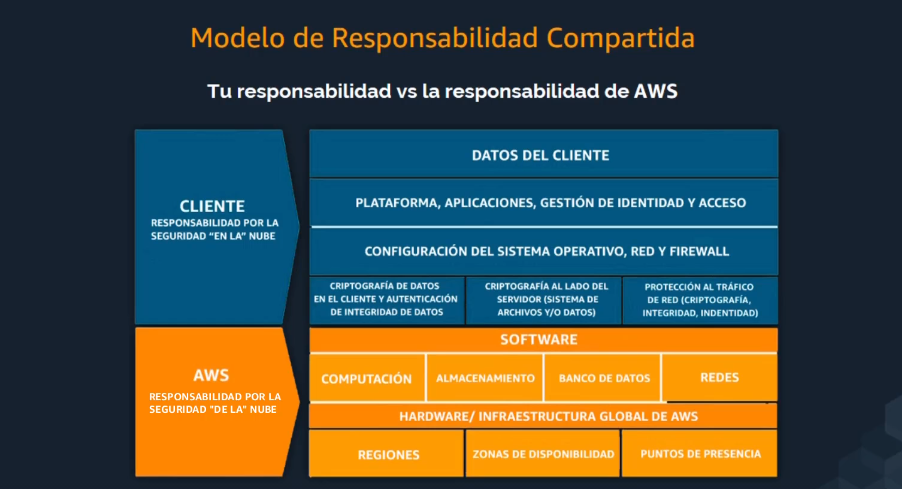 Modelo de Responsabilidad Compartida
Tu responsabilidad vs la responsabilidad de AWS
CLIENTE
RESPONSABILIDAD POR LA
SEGURIDAD “EN LA” NUBE
DATOS DEL CLIENTE
PLATAFORMA, APLICACIONES, GESTIÓN DE IDENTIDAD Y ACCESO
CONFIGURACIÓN DEL SISTEMA OPERATIVO, RED Y FIREWALL
CRIPTOGRAFÍA DE DATOS
EN EL CLIENTE Y AUTENTICACIÓN
DE INTEGRIDAD DE DATOS
CRIPTOGRAFÍA AL LADO DEL
SERVIDOR (SISTEMA DE
ARCHIVOS Y/O DATOS)
PROTECCIÓN AL TRÁFICO
DE RED (CRIPTOGRAFÍA,
INTEGRIDAD, INDENTIDAD)
AWS
RESPONSABILIDAD POR LA
SEGURIDAD "DE LA" NUBE
SOFTWARE
COMPUTACIÓN
ALMACENAMIENTO
BANCO DE DATOS
REDES
HARDWARE/ INFRAESTRUCTURA GLOBAL DE AWS
REGIONES
ZONAS DE DISPONIBILIDAD
PUNTOS DE PRESENCIA